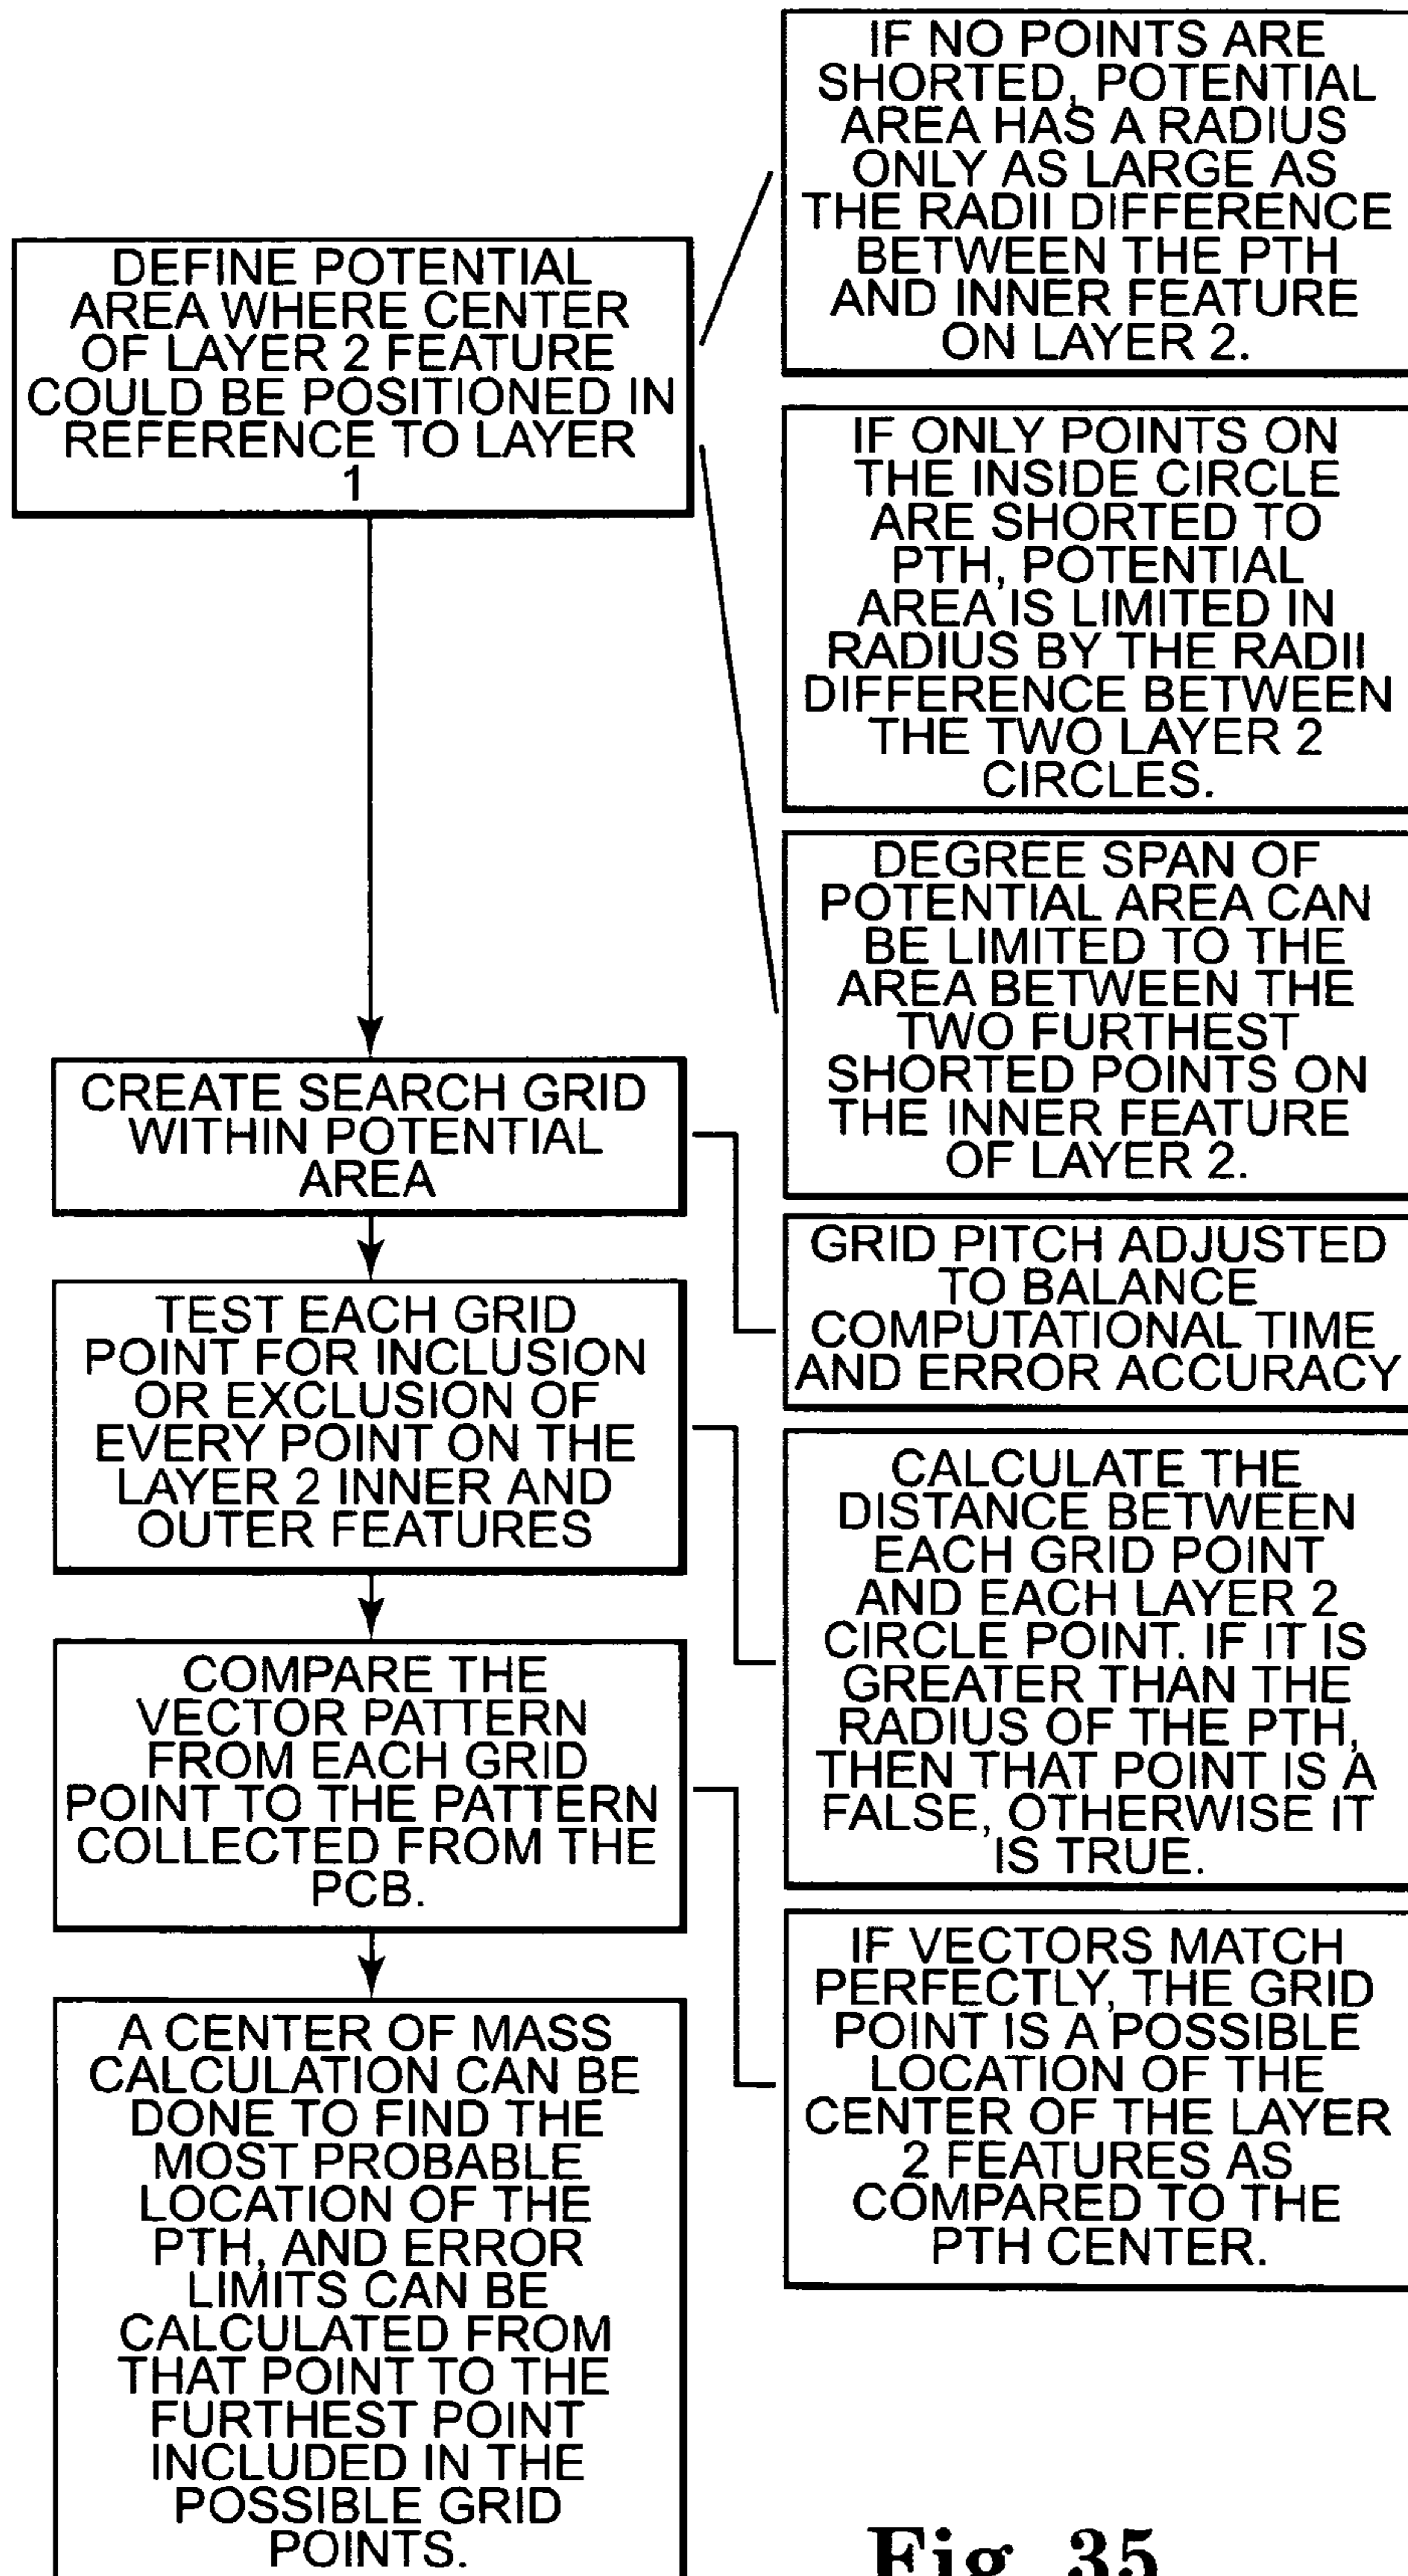 DEFINE POTENTIAL
AREA WHERE CENTER
OF LAYER 2 FEATURE
COULD BE POSITIONED IN
REFERENCE TO LAYER
1
IF NO POINTS ARE
SHORTED, POTENTIAL
AREA HAS A RADIUS
ONLY AS LARGE AS
THE RADII DIFFERENCE
BETWEEN THE PTH
AND INNER FEATURE
ON LAYER 2.
IF ONLY POINTS ON
THE INSIDE CIRCLE
ARE SHORTED TO
PTH, POTENTIAL
AREA IS LIMITED IN
RADIUS BY THE RADII
DIFFERENCE BETWEEN
THE TWO LAYER 2
CIRCLES.
DEGREE SPAN OF
POTENTIAL AREA CAN
BE LIMITED TO THE
AREA BETWEEN THE
TWO FURTHEST
SHORTED POINTS ON
THE INNER FEATURE
OF LAYER 2.
CREATE SEARCH GRID
WITHIN POTENTIAL
AREA
GRID PITCH ADJUSTED
TO BALANCE
COMPUTATIONAL TIME
AND ERROR ACCURACY
TEST EACH GRID
POINT FOR INCLUSION
OR EXCLUSION OF
EVERY POINT ON THE
LAYER 2 INNER AND
OUTER FEATURES
CALCULATE THE
DISTANCE BETWEEN
EACH GRID POINT
AND EACH LAYER 2
CIRCLE POINT. IF IT IS
GREATER THAN THE
RADIUS OF THE PTH,
THEN THAT POINT IS A
FALSE, OTHERWISE IT
IS TRUE.
COMPARE THE
VECTOR PATTERN
FROM EACH GRID
POINT TO THE PATTERN
COLLECTED FROM THE
PCB.
IF VECTORS MATCH
PERFECTLY, THE GRID
POINT IS A POSSIBLE
LOCATION OF THE
CENTER OF THE LAYER
2 FEATURES AS
COMPARED TO THE
PTH CENTER.
A CENTER OF MASS
CALCULATION CAN BE
DONE TO FIND THE
MOST PROBABLE
LOCATION OF THE
PTH, AND ERROR
LIMITS CAN BE
CALCULATED FROM
THAT POINT TO THE
FURTHEST POINT
INCLUDED IN THE
POSSIBLE GRID
POINTS.
Fig. 35